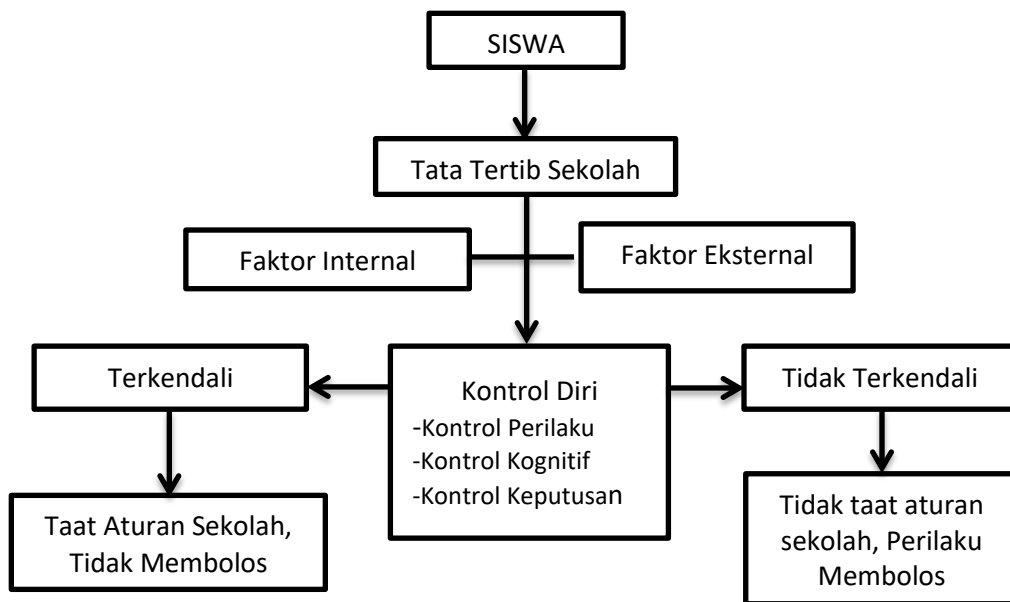 SISWA
Tata Tertib Sekolah
Faktor Internal
Faktor Eksternal
Terkendali
Kontrol Diri
-Kontrol Perilaku
-Kontrol Kognitif
-Kontrol Keputusan
Tidak Terkendali
Taat Aturan Sekolah,
Tidak Membolos
Tidak taat aturan
sekolah, Perilaku
Membolos